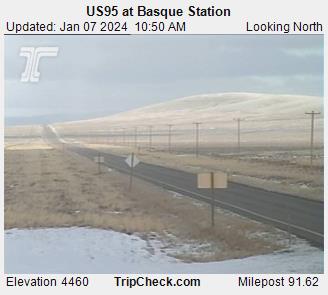 US95 at Basque Station
Updated: Jan 07 2024 10:50 AM Looking North
Elevation 4460 TripCheck.com Milepost 91.62